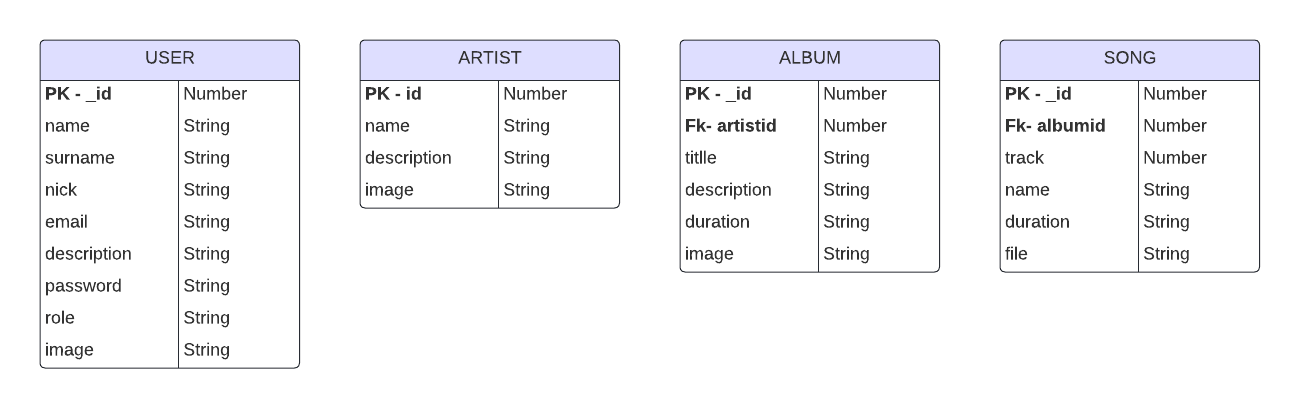 USER
PK - _id Number
name String
surname String
nick String
email String
description String
password String
role String
image String
ARTIST
PK - id Number
name String
description String
image String
ALBUM
PK - _id Number
Fk- artistid Number
titlle String
description String
duration String
image String
SONG
PK - _id Number
Fk- albumid Number
track Number
name String
duration String
file String